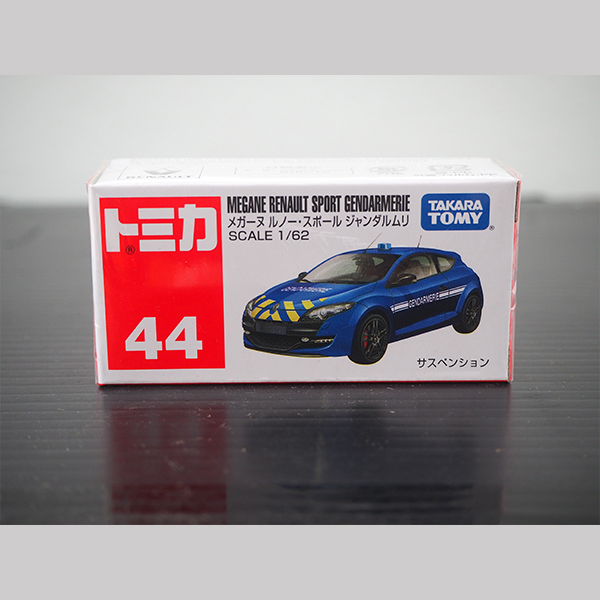 RENAULT
MEGANE RENAULT SPORT GENDARMERIE
メガーヌ ルノー・スポール ジャンダルムリ
SCALE 1/62
トミカ
®
TAKARA
TOMY
®
44
GENDARMERIE
サスペンション